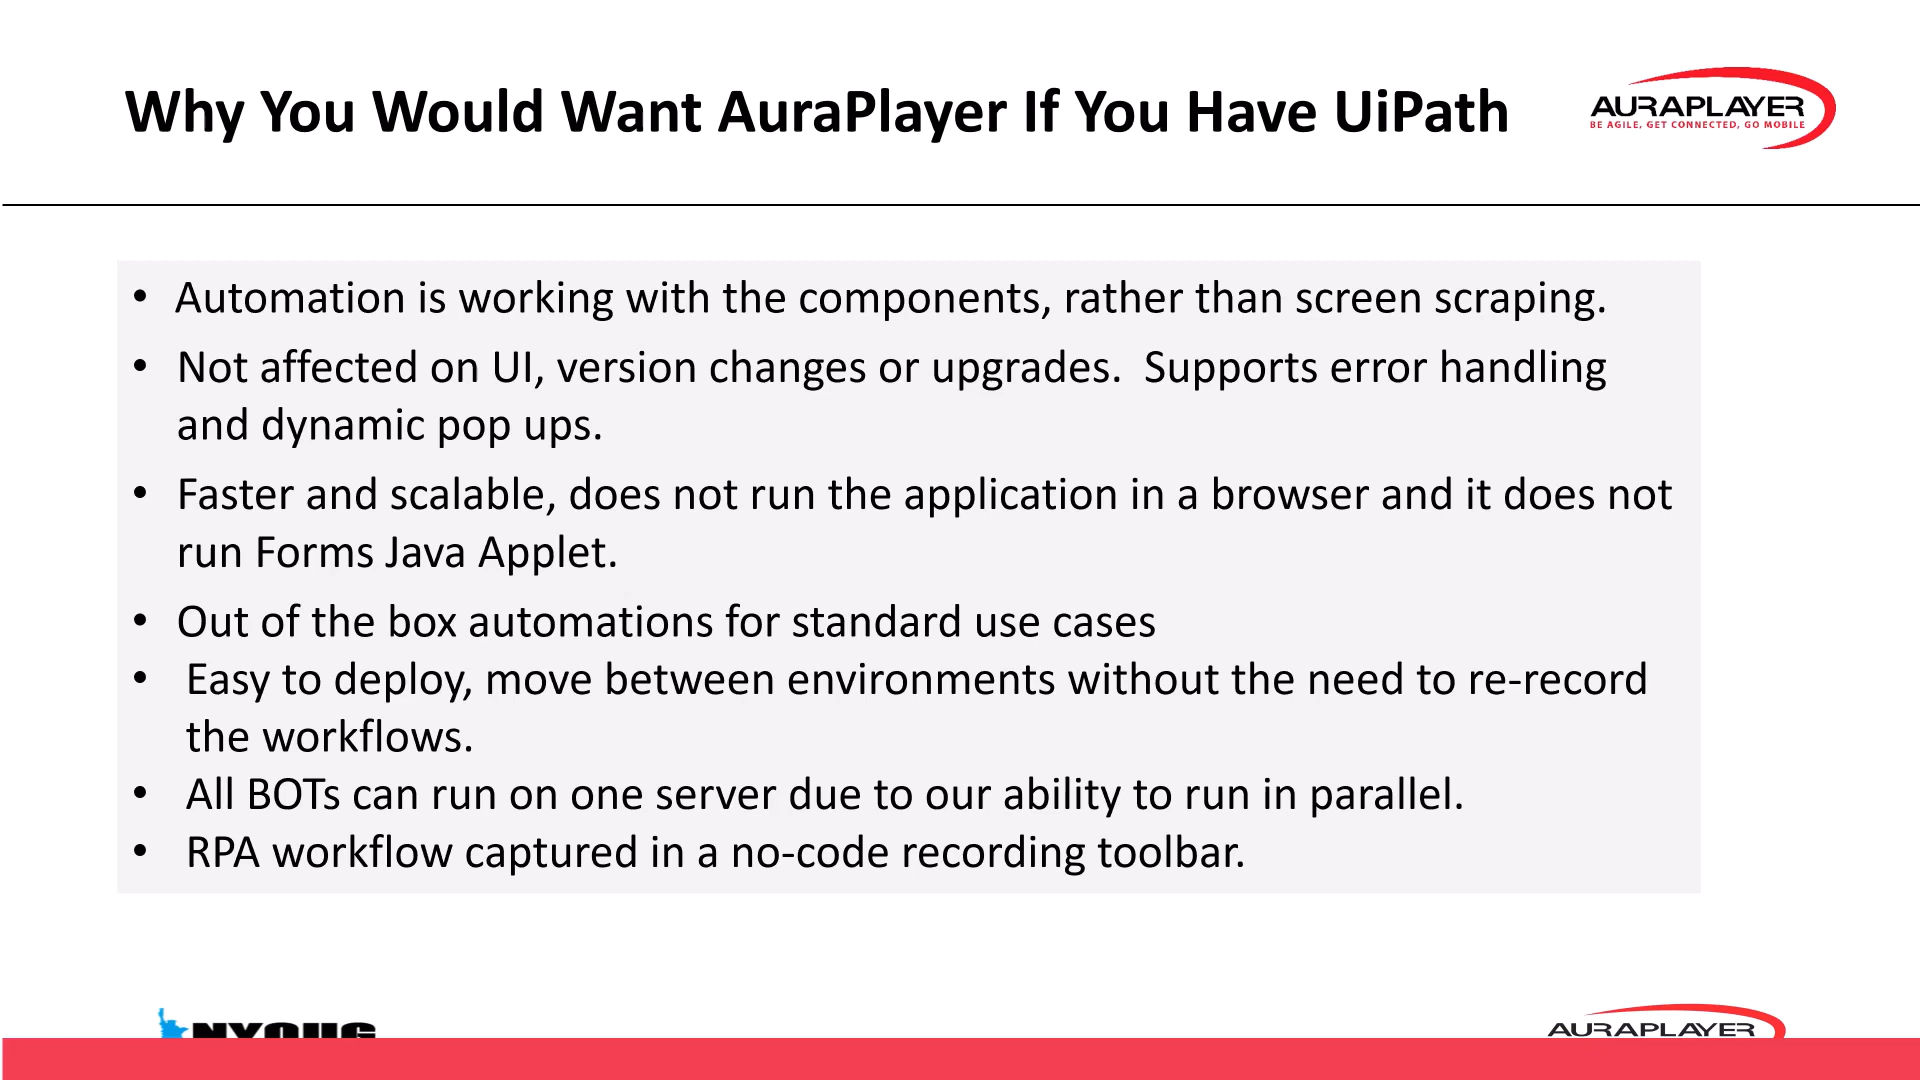 Why You Would Want AuraPlayer If You Have UiPath
AURAPLAYER
BE AGILE, GET CONNECTED, GO MOBILE
• Automation is working with the components, rather than screen scraping.
• Not affected on UI, version changes or upgrades.  Supports error handling
and dynamic pop ups.
• Faster and scalable, does not run the application in a browser and it does not
run Forms Java Applet.
• Out of the box automations for standard use cases
• Easy to deploy, move between environments without the need to re-record
the workflows.
• All BOTs can run on one server due to our ability to run in parallel.
• RPA workflow captured in a no-code recording toolbar.
NYOUG
AURAPLAYER